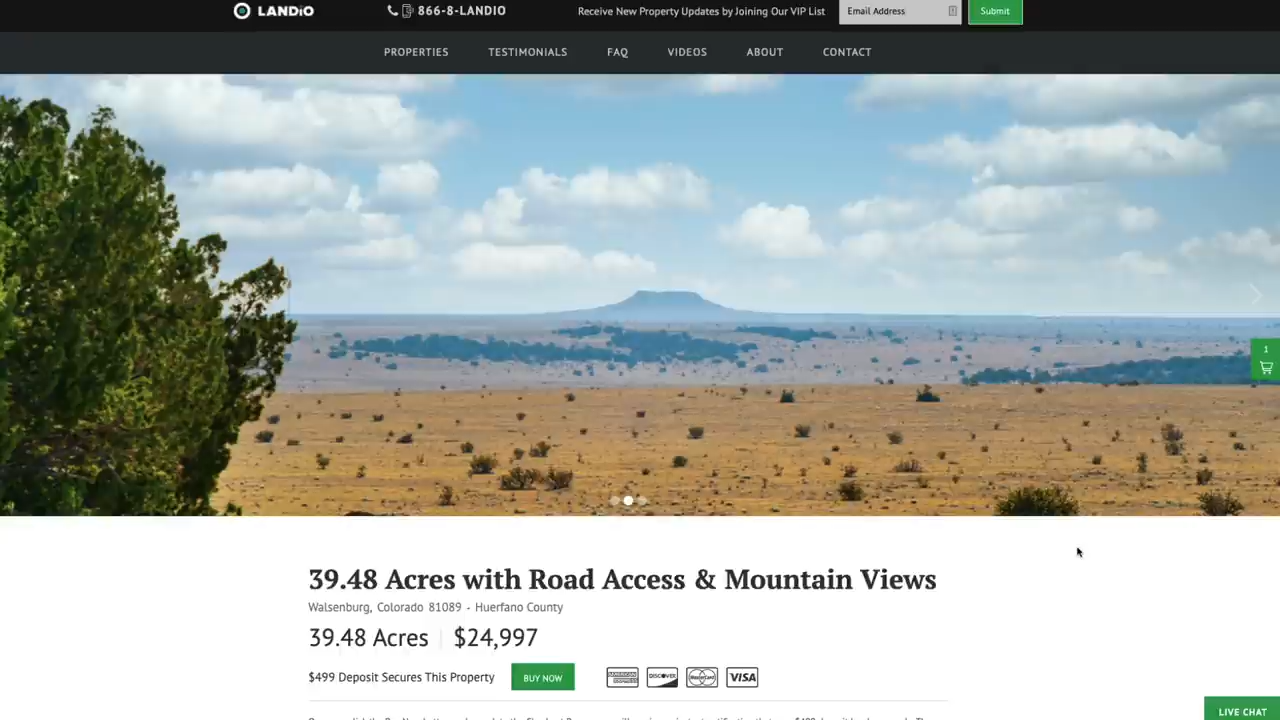 LANDiO
866-8-LANDIO
Receive New Property Updates by Joining Our VIP List
Email Address
Submit
PROPERTIES TESTIMONIALS FAQ VIDEOS ABOUT CONTACT
1
39.48 Acres with Road Access & Mountain Views
Walsenburg, Colorado 81089 - Huerfano County
39.48 Acres | $24,997
$499 Deposit Secures This Property
BUY NOW
DISCOVER
MasterCard
VISA
LIVE CHAT